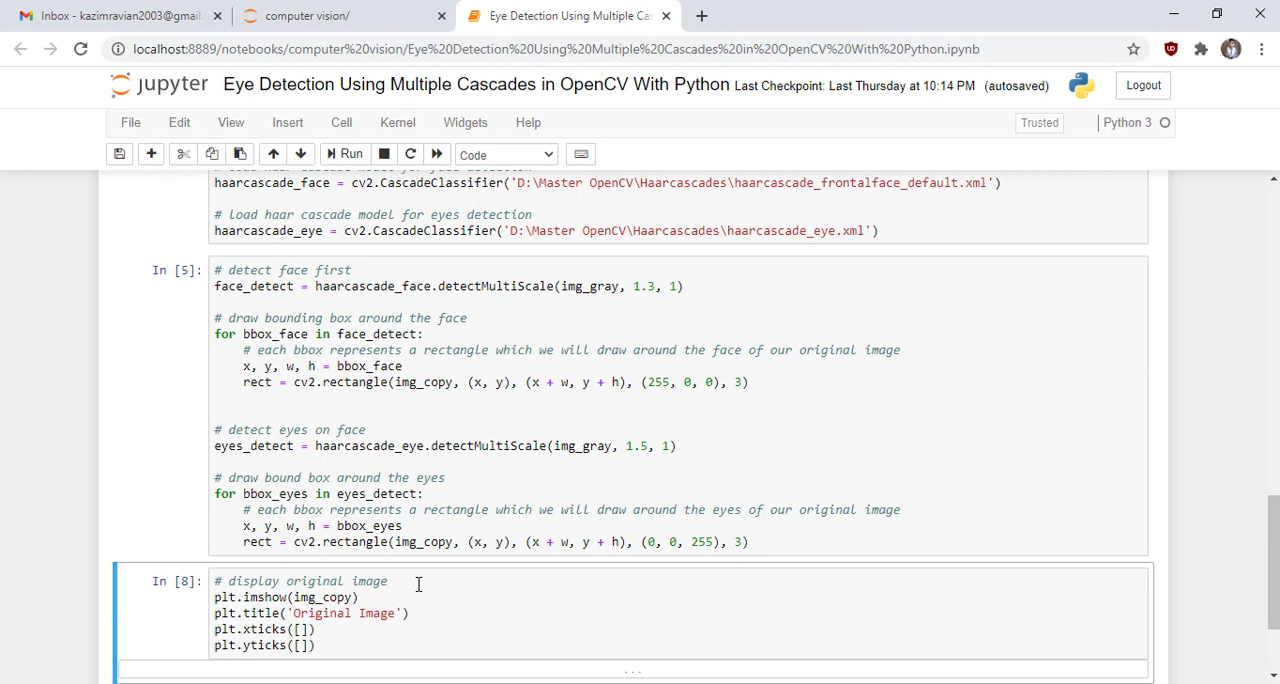 Inbox - kazimravian2003@gmail.
computer vision/
Eye Detection Using Multiple Cas
localhost:8889/notebooks/computer%20vision/Eye%20Detection%20Using%20Multiple%20Cascades%20in%20OpenCV%20With%20Python.ipynb
jupyter Eye Detection Using Multiple Cascades in OpenCV With Python Last Checkpoint: Last Thursday at 10:14 PM (autosaved) Logout
File Edit View Insert Cell Kernel Widgets Help Trusted Python 3
Run Code
haarcascade_face = cv2.CascadeClassifier('D:\Master OpenCV\Haarcascades\haarcascade_frontalface_default.xml')
# load haar cascade model for eyes detection
haarcascade_eye = cv2.CascadeClassifier('D:\Master OpenCV\Haarcascades\haarcascade_eye.xml')
In [5]: # detect face first
face_detect = haarcascade_face.detectMultiScale(img_gray, 1.3, 1)
# draw bounding box around the face
for bbox_face in face_detect:
# each bbox represents a rectangle which we will draw around the face of our original image
x, y, w, h = bbox_face
rect = cv2.rectangle(img_copy, (x, y), (x + w, y + h), (255, 0, 0), 3)
# detect eyes on face
eyes_detect = haarcascade_eye.detectMultiScale(img_gray, 1.5, 1)
# draw bound box around the eyes
for bbox_eyes in eyes_detect:
# each bbox represents a rectangle which we will draw around the eyes of our original image
x, y, w, h = bbox_eyes
rect = cv2.rectangle(img_copy, (x, y), (x + w, y + h), (0, 0, 255), 3)
In [8]: # display original image
plt.imshow(img_copy)
plt.title('Original Image')
plt.xticks([])
plt.yticks([])
...